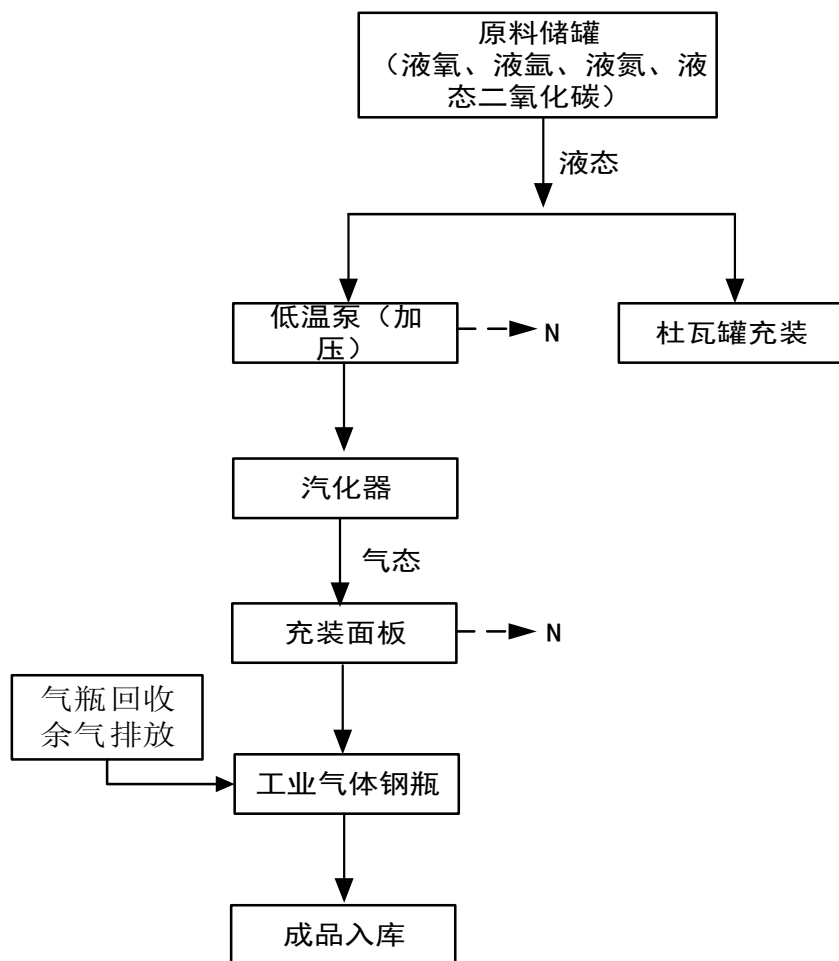 原料储罐
（液氧、液氩、液氮、液
态二氧化碳）
液态
低温泵（加
压）
N
杜瓦罐充装
汽化器
气态
充装面板
N
气瓶回收
余气排放
工业气体钢瓶
成品入库